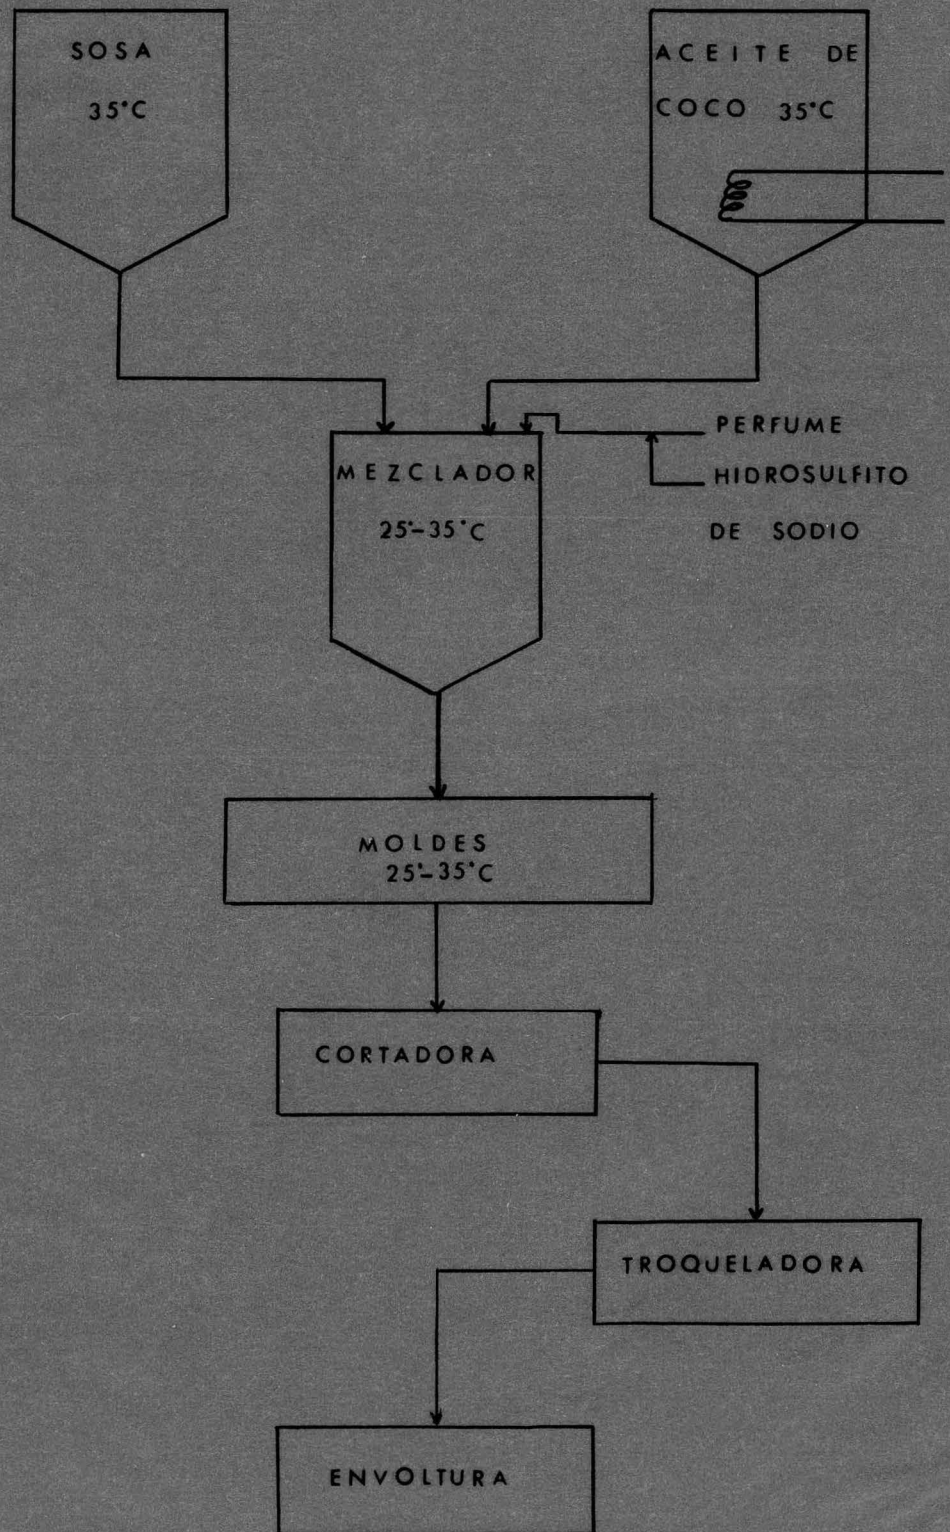 SOSA
35°C
ACEITE DE
COCO 35°C
PERFUME
HIDROSULFITO
DE SODIO
MEZCLADOR
25°-35°C
MOLDES
25°-35°C
CORTADORA
TROQUELADORA
ENVOLTURA